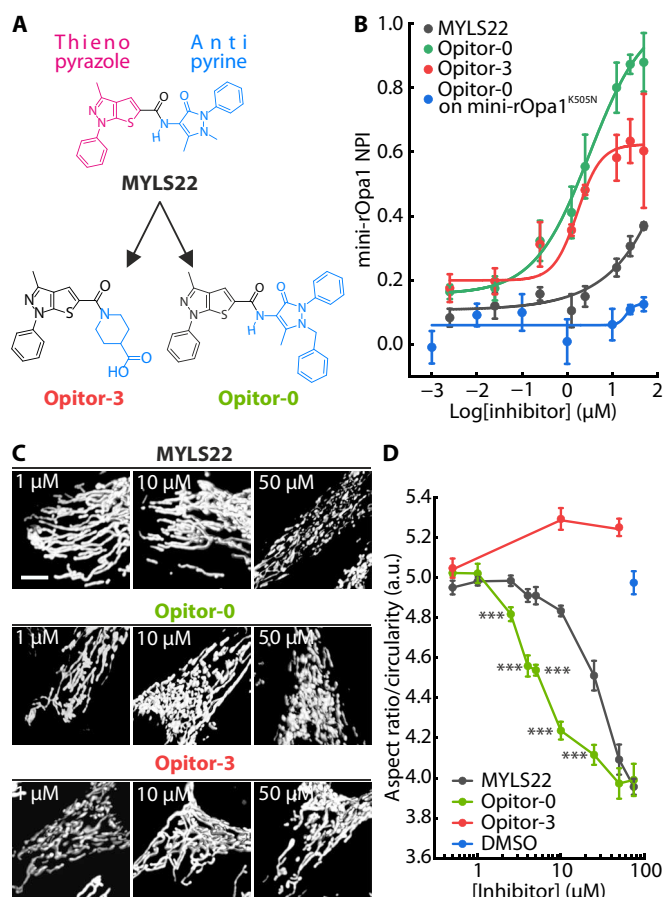 A
Thieno
pyrazole
Anti
pyrine
CH3
O
N
N
S
N
H
O
N
N
MYLS22
O
N
N
S
N
O
HO
Opitor-3
O
N
N
S
N
H
O
N
N
Opitor-0
B
MYLS22
Opitor-0
Opitor-3
Opitor-0
on mini-rOpa1K505N
mini-rOpa1 NPI
1.0
0.8
0.6
0.4
0.2
0.0
−3 −2 −1 0 1 2
Log[inhibitor] (μM)
C
MYLS22
1 μM 10 μM 50 μM
Opitor-0
1 μM 10 μM 50 μM
Opitor-3
1 μM 10 μM 50 μM
D
Aspect ratio/circularity (a.u.)
5.4
5.2
5.0
4.8
4.6
4.4
4.2
4.0
3.8
3.6
***
*** ***
***
***
MYLS22
Opitor-0
Opitor-3
DMSO
1 10 100
[Inhibitor] (μM)